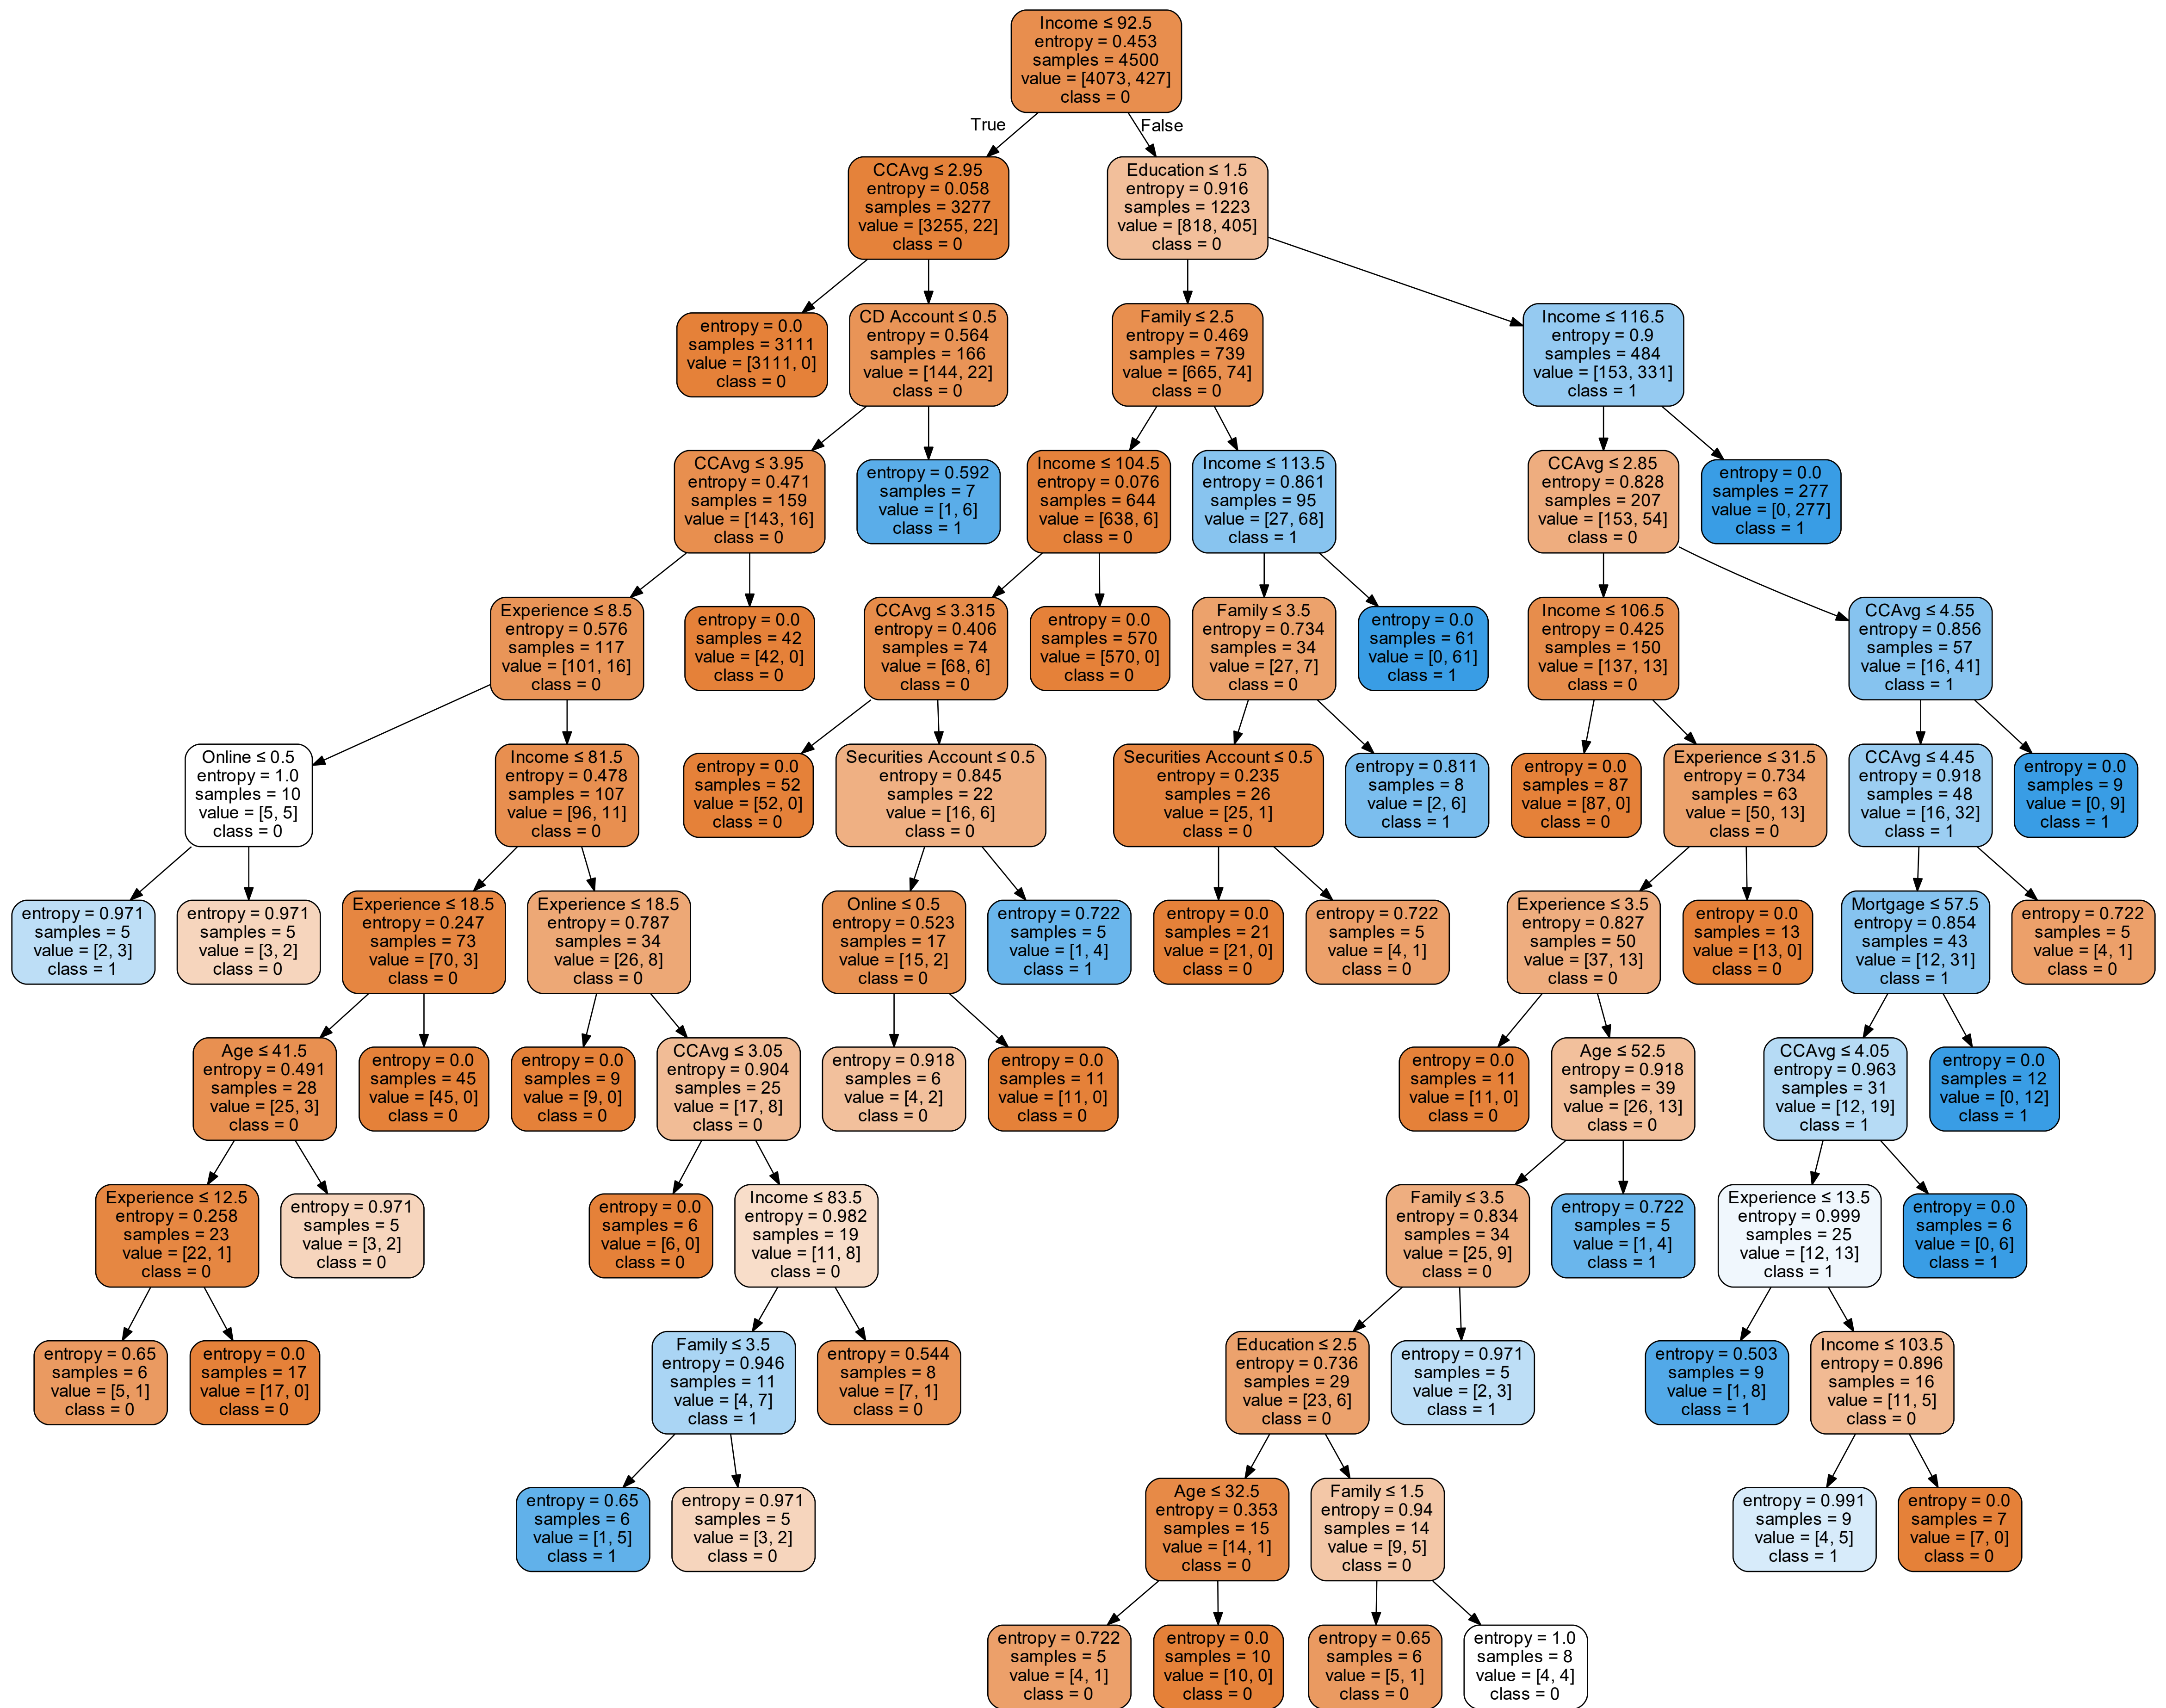 Income ≤ 92.5
entropy = 0.453
samples = 4500
value = [4073, 427]
class = 0
True
False
CCAvg ≤ 2.95
entropy = 0.058
samples = 3277
value = [3255, 22]
class = 0
Education ≤ 1.5
entropy = 0.916
samples = 1223
value = [818, 405]
class = 0
entropy = 0.0
samples = 3111
value = [3111, 0]
class = 0
CD Account ≤ 0.5
entropy = 0.564
samples = 166
value = [144, 22]
class = 0
Family ≤ 2.5
entropy = 0.469
samples = 739
value = [665, 74]
class = 0
Income ≤ 116.5
entropy = 0.9
samples = 484
value = [153, 331]
class = 1
CCAvg ≤ 3.95
entropy = 0.471
samples = 159
value = [143, 16]
class = 0
entropy = 0.592
samples = 7
value = [1, 6]
class = 1
Income ≤ 104.5
entropy = 0.076
samples = 644
value = [638, 6]
class = 0
Income ≤ 113.5
entropy = 0.861
samples = 95
value = [27, 68]
class = 1
CCAvg ≤ 2.85
entropy = 0.828
samples = 207
value = [153, 54]
class = 0
entropy = 0.0
samples = 277
value = [0, 277]
class = 1
Experience ≤ 8.5
entropy = 0.576
samples = 117
value = [101, 16]
class = 0
entropy = 0.0
samples = 42
value = [42, 0]
class = 0
CCAvg ≤ 3.315
entropy = 0.406
samples = 74
value = [68, 6]
class = 0
entropy = 0.0
samples = 570
value = [570, 0]
class = 0
Family ≤ 3.5
entropy = 0.734
samples = 34
value = [27, 7]
class = 0
entropy = 0.0
samples = 61
value = [0, 61]
class = 1
Income ≤ 106.5
entropy = 0.425
samples = 150
value = [137, 13]
class = 0
CCAvg ≤ 4.55
entropy = 0.856
samples = 57
value = [16, 41]
class = 1
Online ≤ 0.5
entropy = 1.0
samples = 10
value = [5, 5]
class = 0
Income ≤ 81.5
entropy = 0.478
samples = 107
value = [96, 11]
class = 0
entropy = 0.0
samples = 52
value = [52, 0]
class = 0
Securities Account ≤ 0.5
entropy = 0.845
samples = 22
value = [16, 6]
class = 0
Securities Account ≤ 0.5
entropy = 0.235
samples = 26
value = [25, 1]
class = 0
entropy = 0.811
samples = 8
value = [2, 6]
class = 1
entropy = 0.0
samples = 87
value = [87, 0]
class = 0
Experience ≤ 31.5
entropy = 0.734
samples = 63
value = [50, 13]
class = 0
CCAvg ≤ 4.45
entropy = 0.918
samples = 48
value = [16, 32]
class = 1
entropy = 0.0
samples = 9
value = [0, 9]
class = 1
entropy = 0.971
samples = 5
value = [2, 3]
class = 1
entropy = 0.971
samples = 5
value = [3, 2]
class = 0
Experience ≤ 18.5
entropy = 0.247
samples = 73
value = [70, 3]
class = 0
Experience ≤ 18.5
entropy = 0.787
samples = 34
value = [26, 8]
class = 0
Online ≤ 0.5
entropy = 0.523
samples = 17
value = [15, 2]
class = 0
entropy = 0.722
samples = 5
value = [1, 4]
class = 1
entropy = 0.0
samples = 21
value = [21, 0]
class = 0
entropy = 0.722
samples = 5
value = [4, 1]
class = 0
Experience ≤ 3.5
entropy = 0.827
samples = 50
value = [37, 13]
class = 0
entropy = 0.0
samples = 13
value = [13, 0]
class = 0
Mortgage ≤ 57.5
entropy = 0.854
samples = 43
value = [12, 31]
class = 1
entropy = 0.722
samples = 5
value = [4, 1]
class = 0
Age ≤ 41.5
entropy = 0.491
samples = 28
value = [25, 3]
class = 0
entropy = 0.0
samples = 45
value = [45, 0]
class = 0
entropy = 0.0
samples = 9
value = [9, 0]
class = 0
CCAvg ≤ 3.05
entropy = 0.904
samples = 25
value = [17, 8]
class = 0
entropy = 0.918
samples = 6
value = [4, 2]
class = 0
entropy = 0.0
samples = 11
value = [11, 0]
class = 0
entropy = 0.0
samples = 11
value = [11, 0]
class = 0
Age ≤ 52.5
entropy = 0.918
samples = 39
value = [26, 13]
class = 0
CCAvg ≤ 4.05
entropy = 0.963
samples = 31
value = [12, 19]
class = 1
entropy = 0.0
samples = 12
value = [0, 12]
class = 1
Experience ≤ 12.5
entropy = 0.258
samples = 23
value = [22, 1]
class = 0
entropy = 0.971
samples = 5
value = [3, 2]
class = 0
entropy = 0.0
samples = 6
value = [6, 0]
class = 0
Income ≤ 83.5
entropy = 0.982
samples = 19
value = [11, 8]
class = 0
Family ≤ 3.5
entropy = 0.834
samples = 34
value = [25, 9]
class = 0
entropy = 0.722
samples = 5
value = [1, 4]
class = 1
Experience ≤ 13.5
entropy = 0.999
samples = 25
value = [12, 13]
class = 1
entropy = 0.0
samples = 6
value = [0, 6]
class = 1
entropy = 0.65
samples = 6
value = [5, 1]
class = 0
entropy = 0.0
samples = 17
value = [17, 0]
class = 0
Family ≤ 3.5
entropy = 0.946
samples = 11
value = [4, 7]
class = 1
entropy = 0.544
samples = 8
value = [7, 1]
class = 0
Education ≤ 2.5
entropy = 0.736
samples = 29
value = [23, 6]
class = 0
entropy = 0.971
samples = 5
value = [2, 3]
class = 1
entropy = 0.503
samples = 9
value = [1, 8]
class = 1
Income ≤ 103.5
entropy = 0.896
samples = 16
value = [11, 5]
class = 0
entropy = 0.65
samples = 6
value = [1, 5]
class = 1
entropy = 0.971
samples = 5
value = [3, 2]
class = 0
Age ≤ 32.5
entropy = 0.353
samples = 15
value = [14, 1]
class = 0
Family ≤ 1.5
entropy = 0.94
samples = 14
value = [9, 5]
class = 0
entropy = 0.991
samples = 9
value = [4, 5]
class = 1
entropy = 0.0
samples = 7
value = [7, 0]
class = 0
entropy = 0.722
samples = 5
value = [4, 1]
class = 0
entropy = 0.0
samples = 10
value = [10, 0]
class = 0
entropy = 0.65
samples = 6
value = [5, 1]
class = 0
entropy = 1.0
samples = 8
value = [4, 4]
class = 0